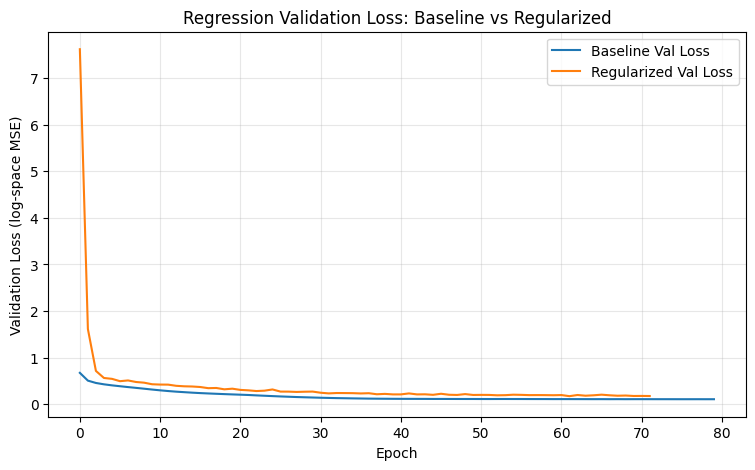 Regression Validation Loss: Baseline vs Regularized
Baseline Val Loss
Regularized Val Loss
Validation Loss (log-space MSE)
7
6
5
4
3
2
1
0
0 10 20 30 40 50 60 70 80
Epoch